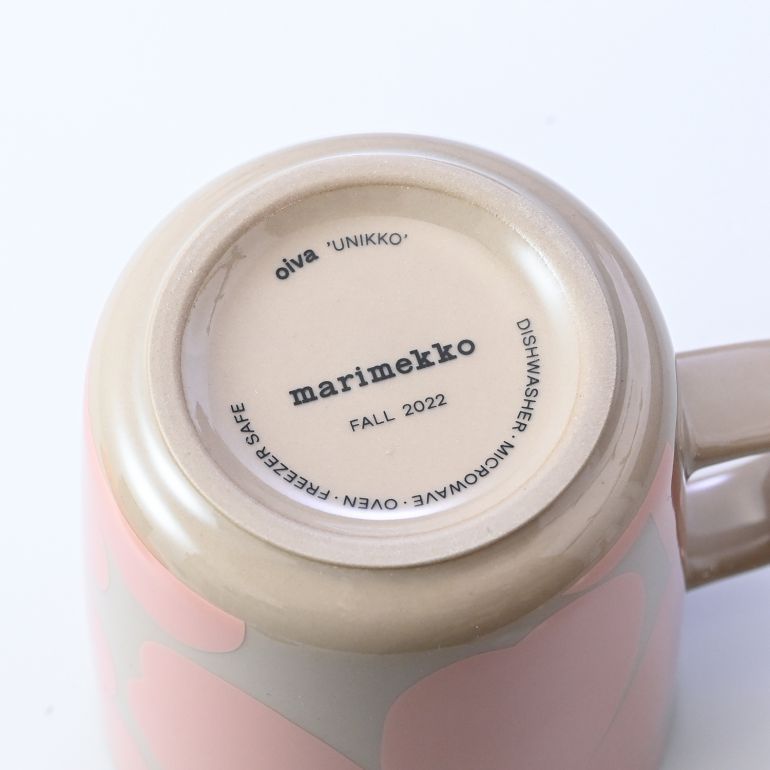 oiva 'UNIKKO'
marimekko
FALL 2022
DISHWASHER · MICROWAVE · OVEN · FREEZER SAFE